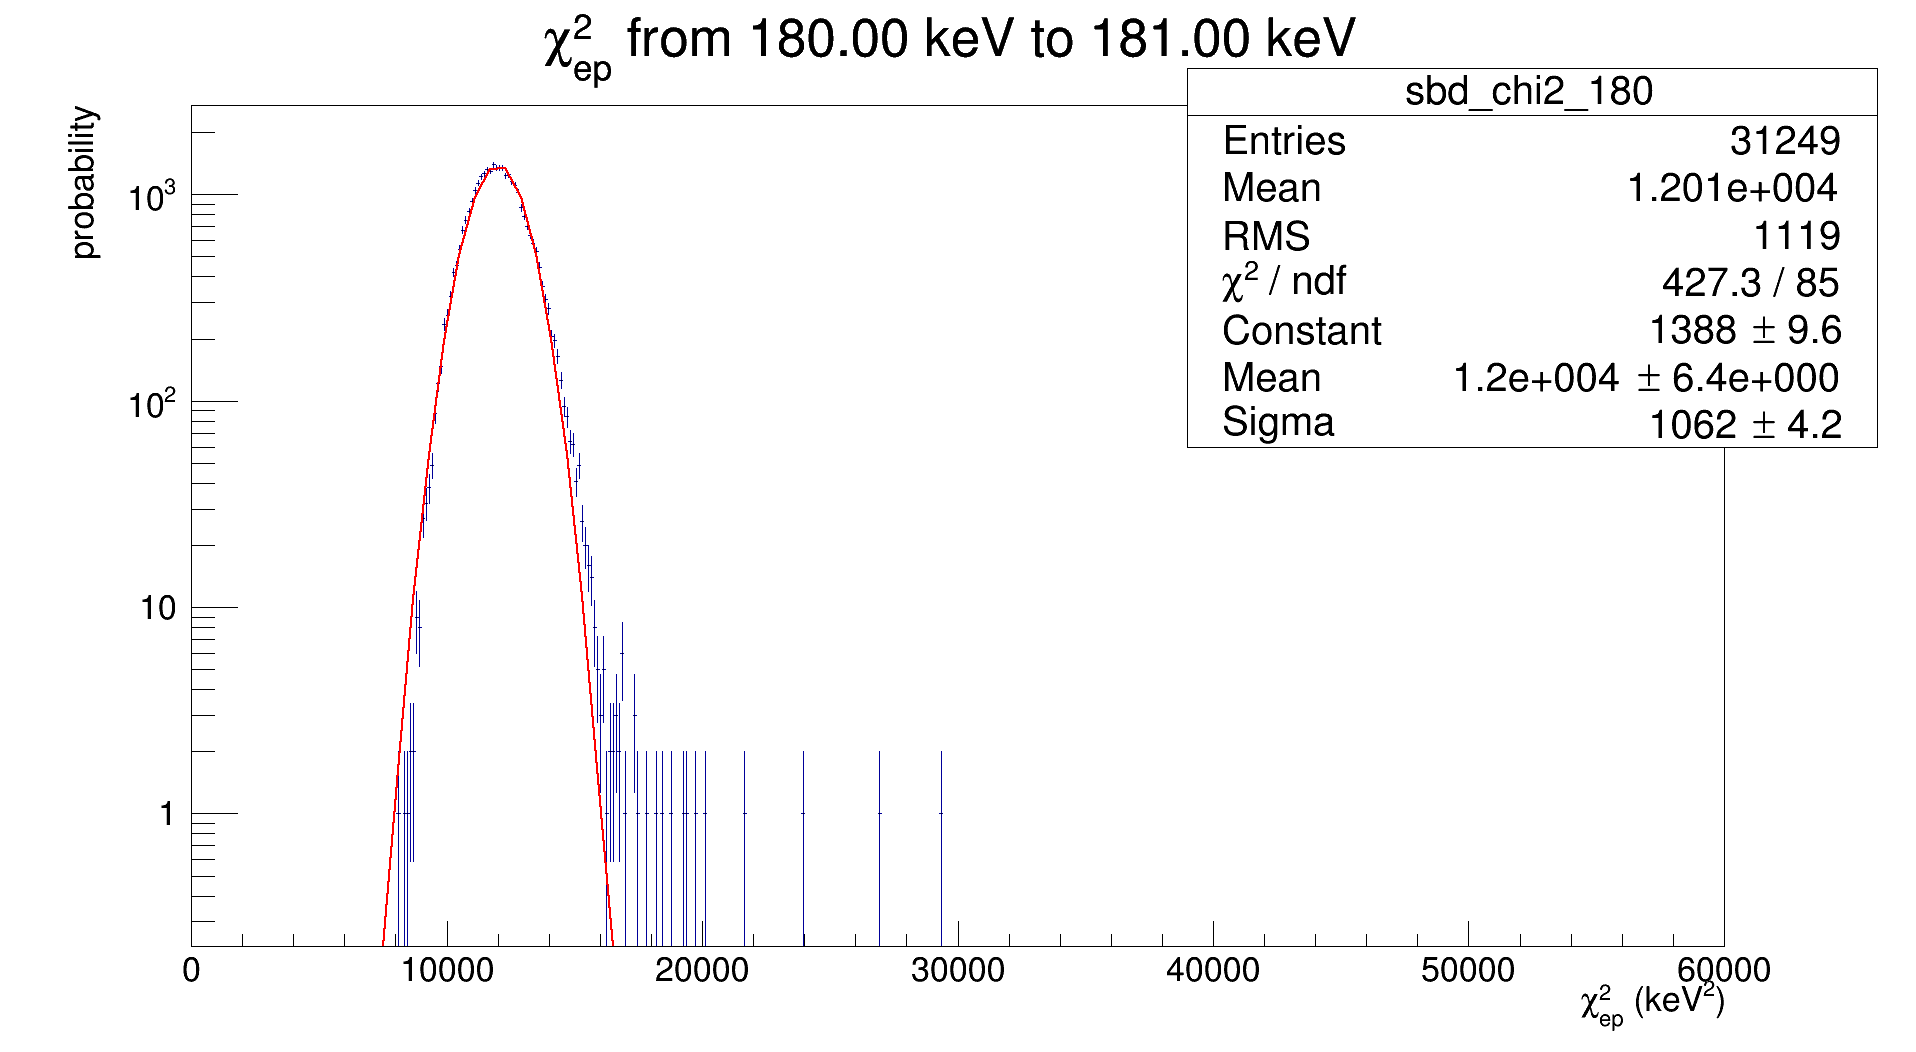 χ²ep from 180.00 keV to 181.00 keV
sbd_chi2_180
Entries 31249
Mean 1.201e+004
RMS 1119
χ² / ndf 427.3 / 85
Constant 1388 ± 9.6
Mean 1.2e+004 ± 6.4e+000
Sigma 1062 ± 4.2
probability
10³
10²
10
1
0 10000 20000 30000 40000 50000 60000
χ²ep (keV²)